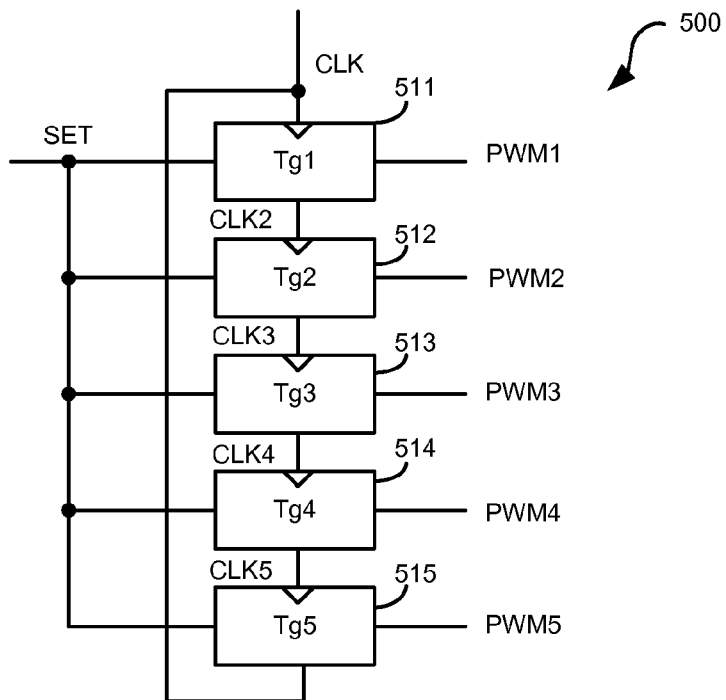 500
CLK
511
SET
Tg1
PWM1
CLK2
512
Tg2
PWM2
CLK3
513
Tg3
PWM3
CLK4
514
Tg4
PWM4
CLK5
515
Tg5
PWM5